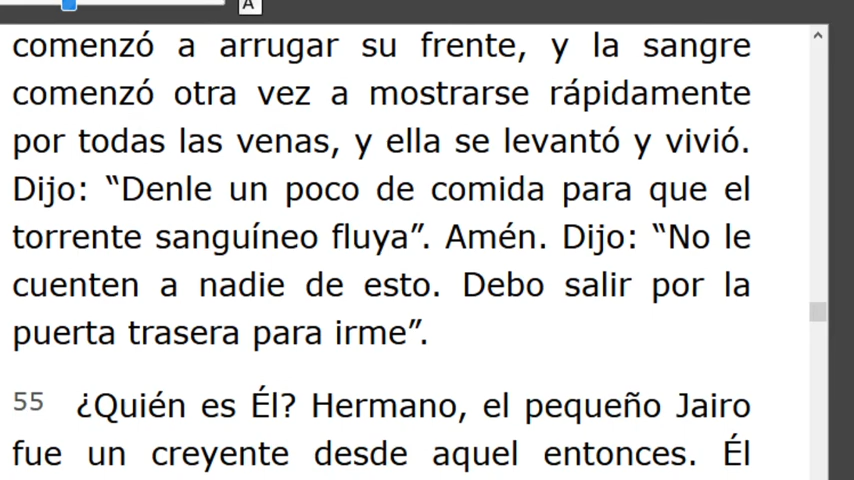 A
comenzó a arrugar su frente, y la sangre
comenzó otra vez a mostrarse rápidamente
por todas las venas, y ella se levantó y vivió.
Dijo: “Denle un poco de comida para que el
torrente sanguíneo fluya”. Amén. Dijo: “No le
cuenten a nadie de esto. Debo salir por la
puerta trasera para irme”.
55 ¿Quién es Él? Hermano, el pequeño Jairo
fue un creyente desde aquel entonces. Él